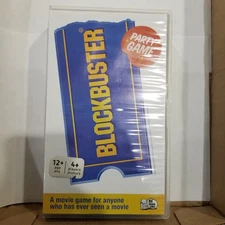 PARTY
GAME
BLOCKBUSTER
12+
4+
A movie game for anyone
who has ever seen a movie